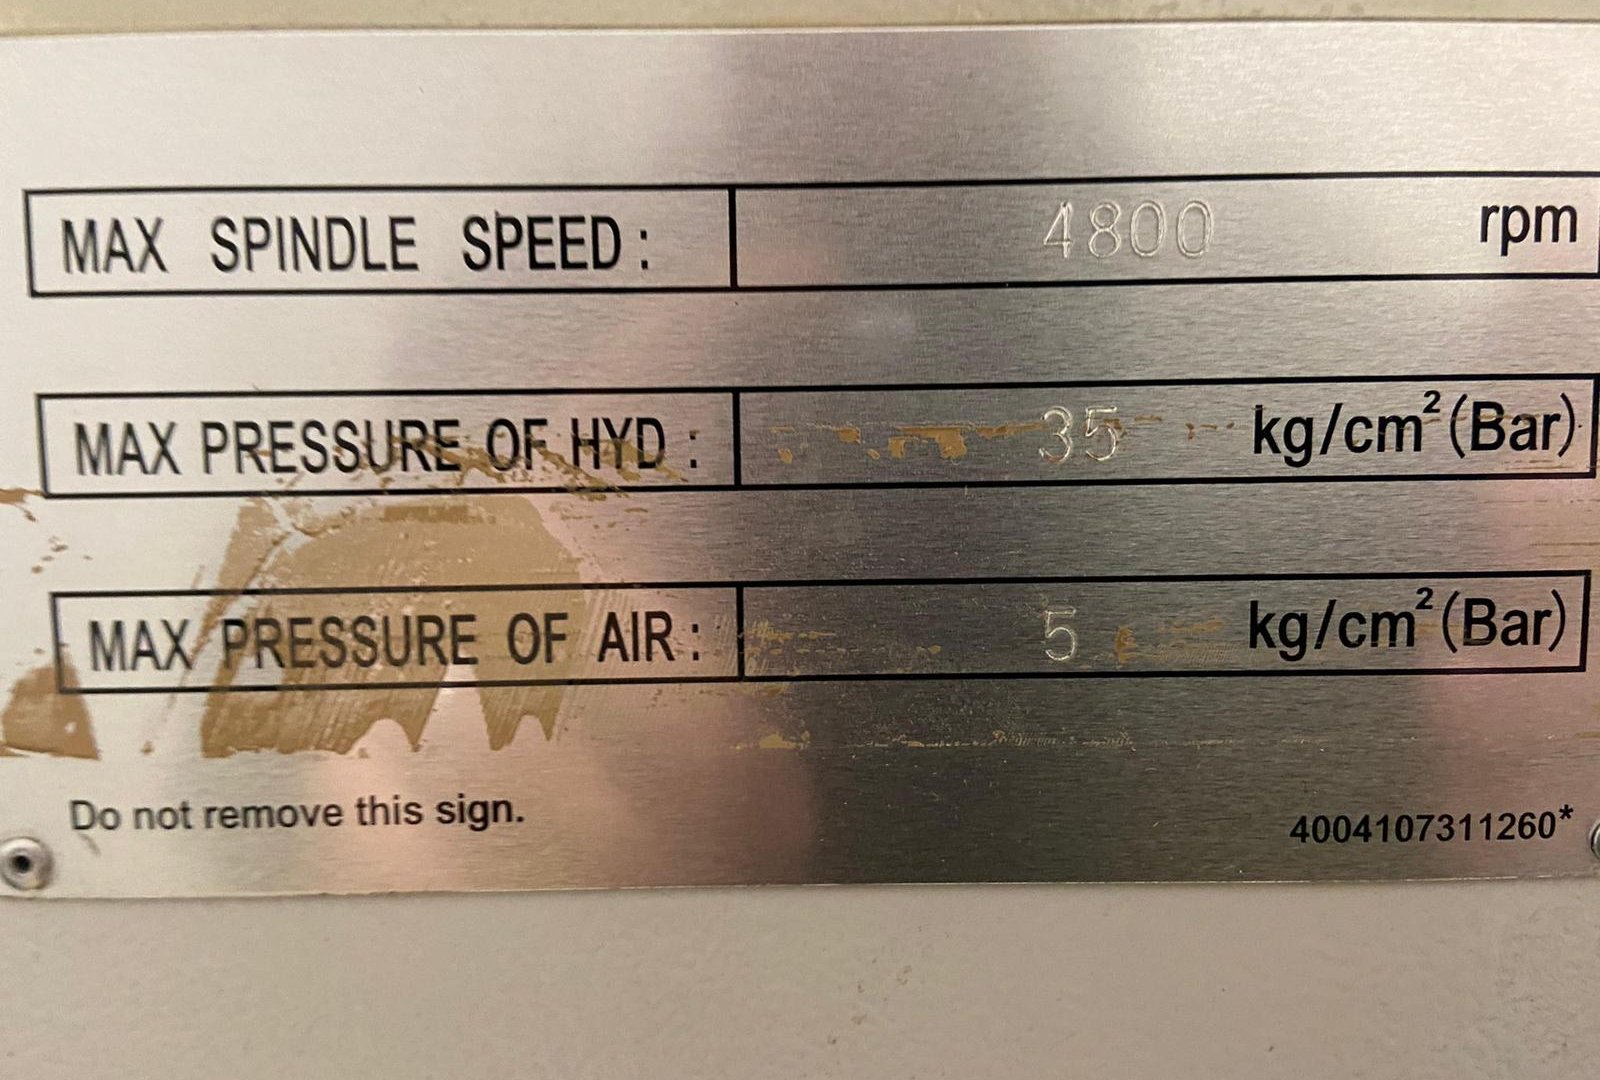 MAX SPINDLE SPEED: 4800 rpm
MAX PRESSURE OF HYD: 35 kg/cm²(Bar)
MAX PRESSURE OF AIR: 5 kg/cm²(Bar)
Do not remove this sign. 4004107311260*